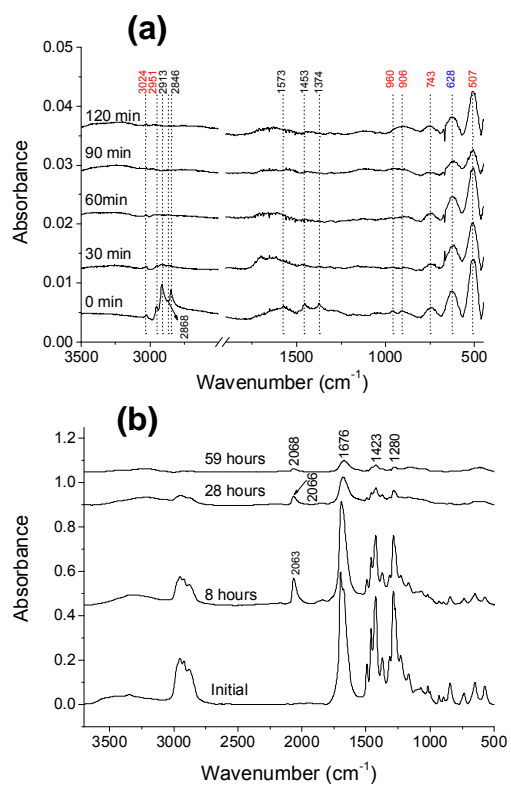 (a)
3024 2951 2913 2846 1573 1453 1374 960 906 743 628 507
0.05
0.04
0.03
0.02
0.01
0.00
Absorbance
120 min
90 min
60min
30 min
0 min
2868
3500 3000 1500 1000 500
Wavenumber (cm-1)
(b)
1.2
1.0
0.8
0.6
0.4
0.2
0.0
Absorbance
2068 1676 1423 1280
59 hours
28 hours
2066
2063
8 hours
Initial
3500 3000 2500 2000 1500 1000 500
Wavenumber (cm-1)